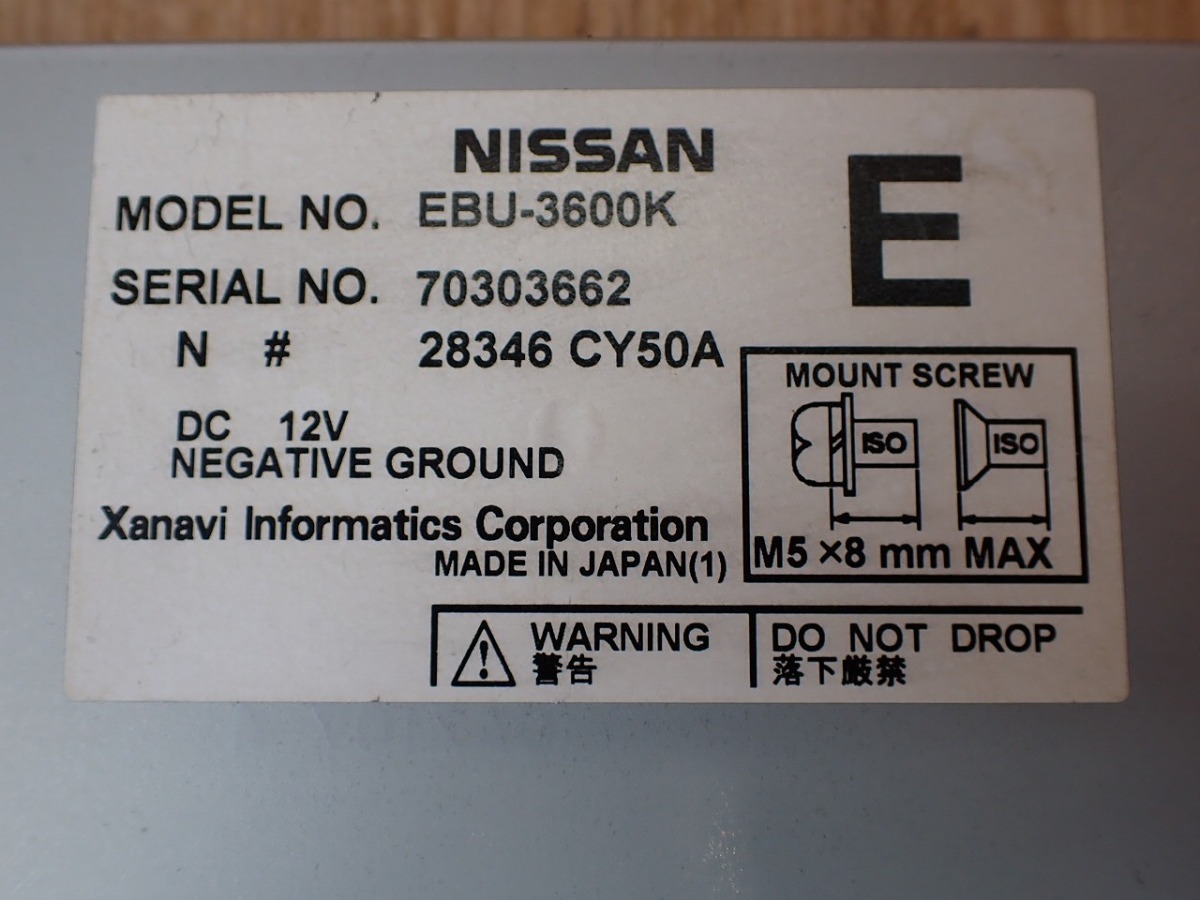 NISSAN
E
MODEL NO. EBU-3600K
SERIAL NO. 70303662
N # 28346 CY50A
DC 12V
NEGATIVE GROUND
Xanavi Informatics Corporation
MADE IN JAPAN(1)
MOUNT SCREW
ISO ISO
M5 ×8 mm MAX
WARNING
警告
DO NOT DROP
落下厳禁